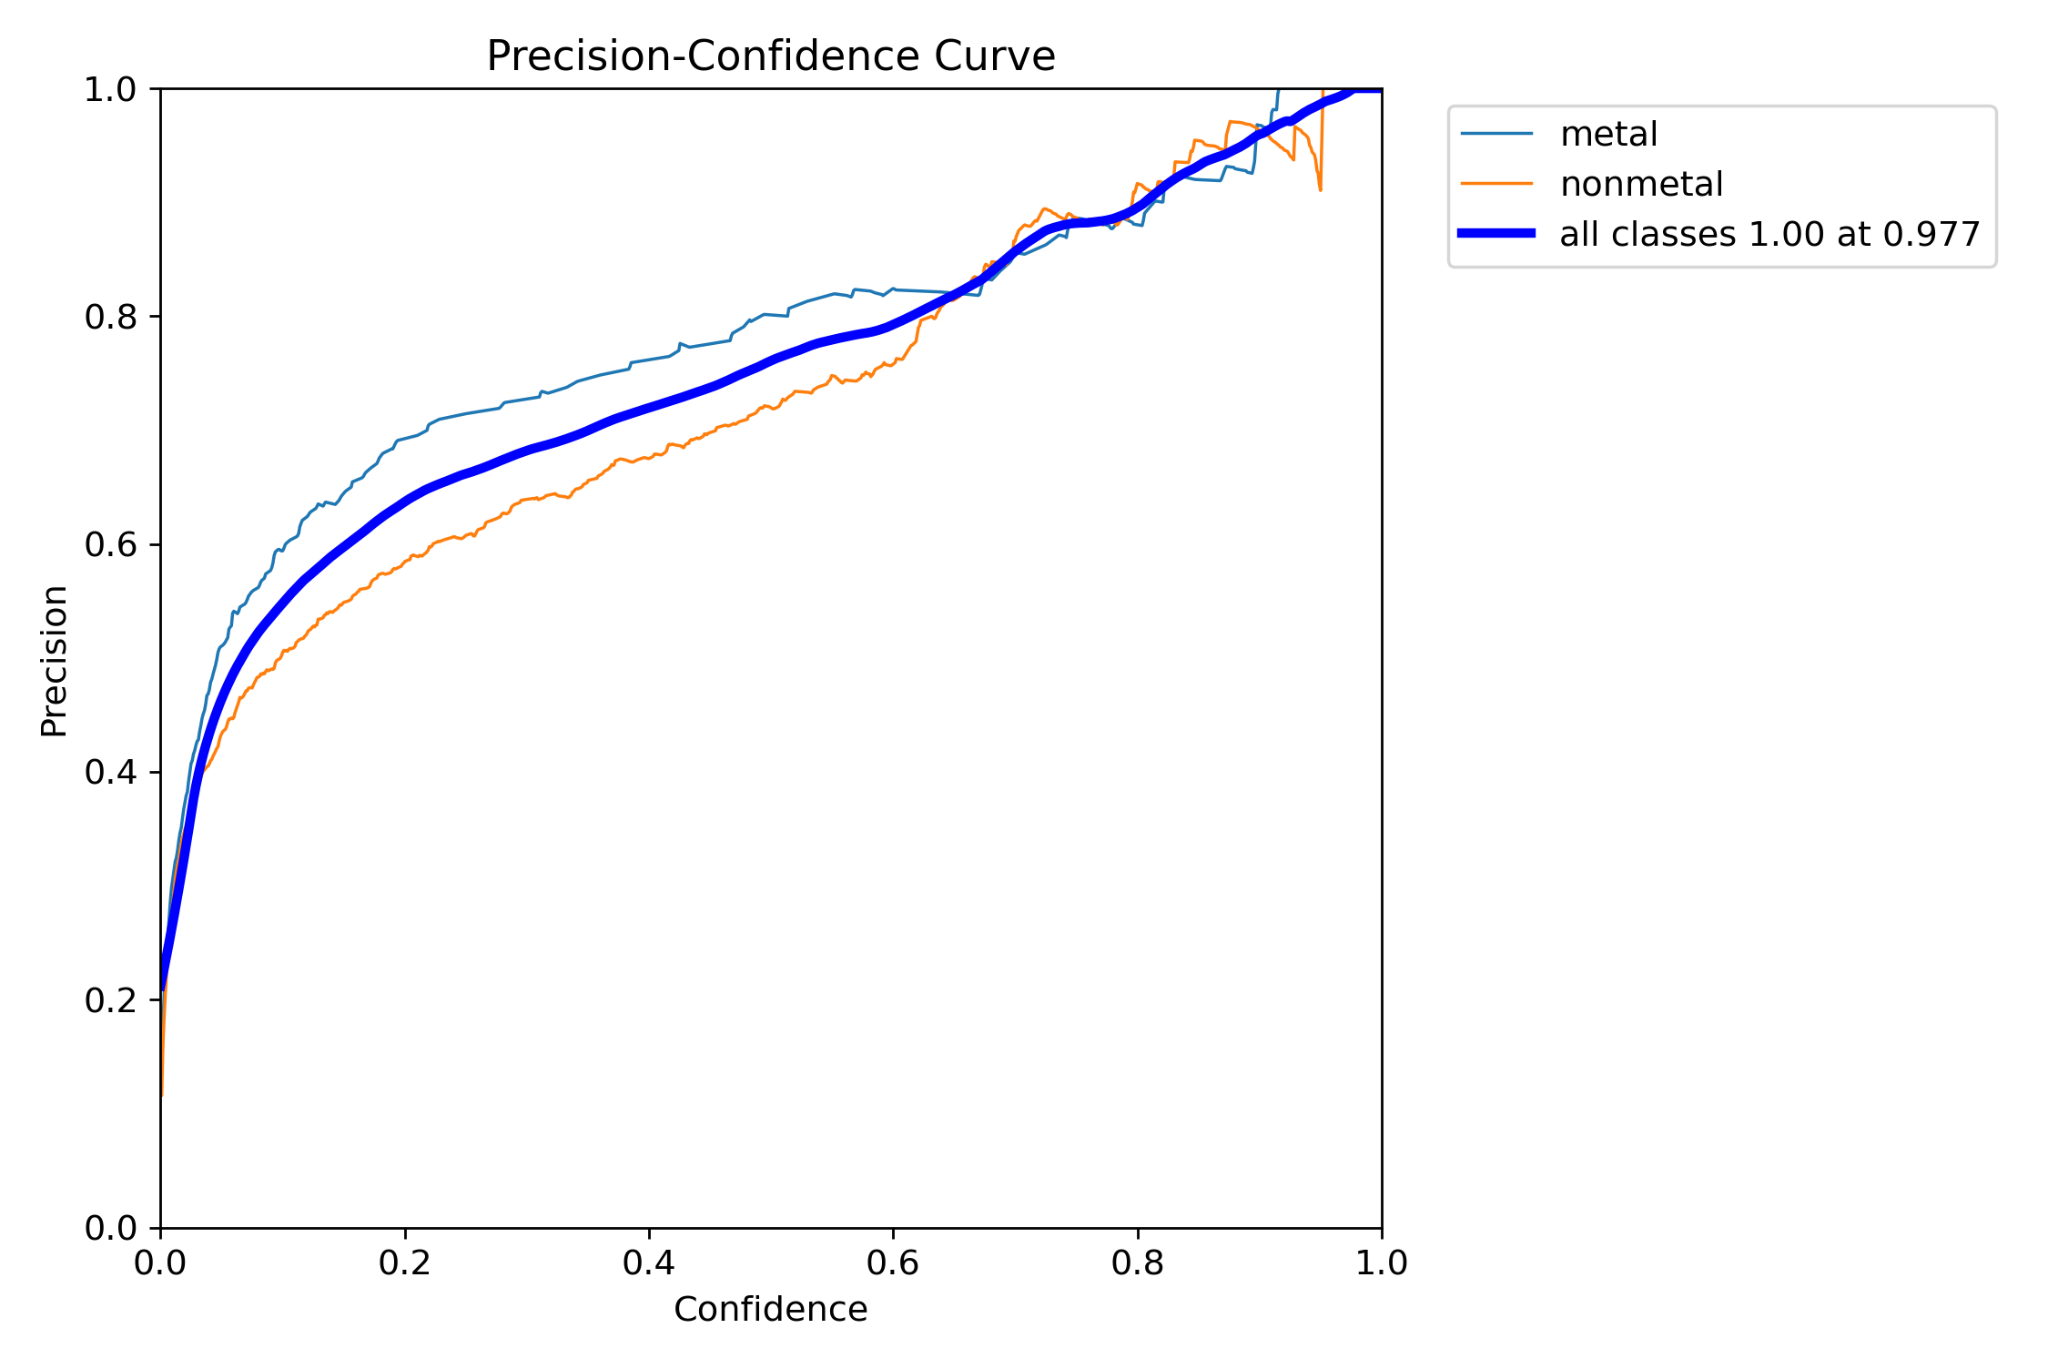 Precision-Confidence Curve
1.0
0.8
0.6
0.4
0.2
0.0
Precision
0.0 0.2 0.4 0.6 0.8 1.0
Confidence
metal
nonmetal
all classes 1.00 at 0.977